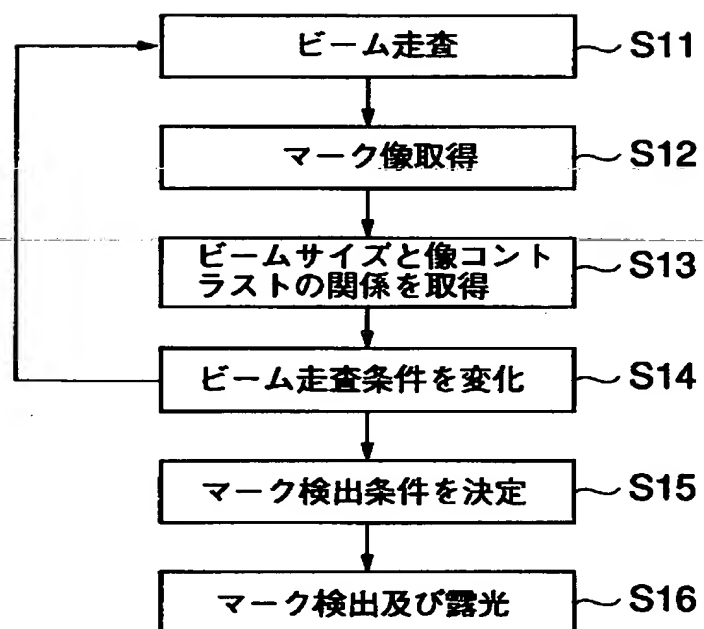 ビーム走査 S11
マーク像取得 S12
ビームサイズと像コント
ラストの関係を取得 S13
ビーム走査条件を変化 S14
マーク検出条件を決定 S15
マーク検出及び露光 S16